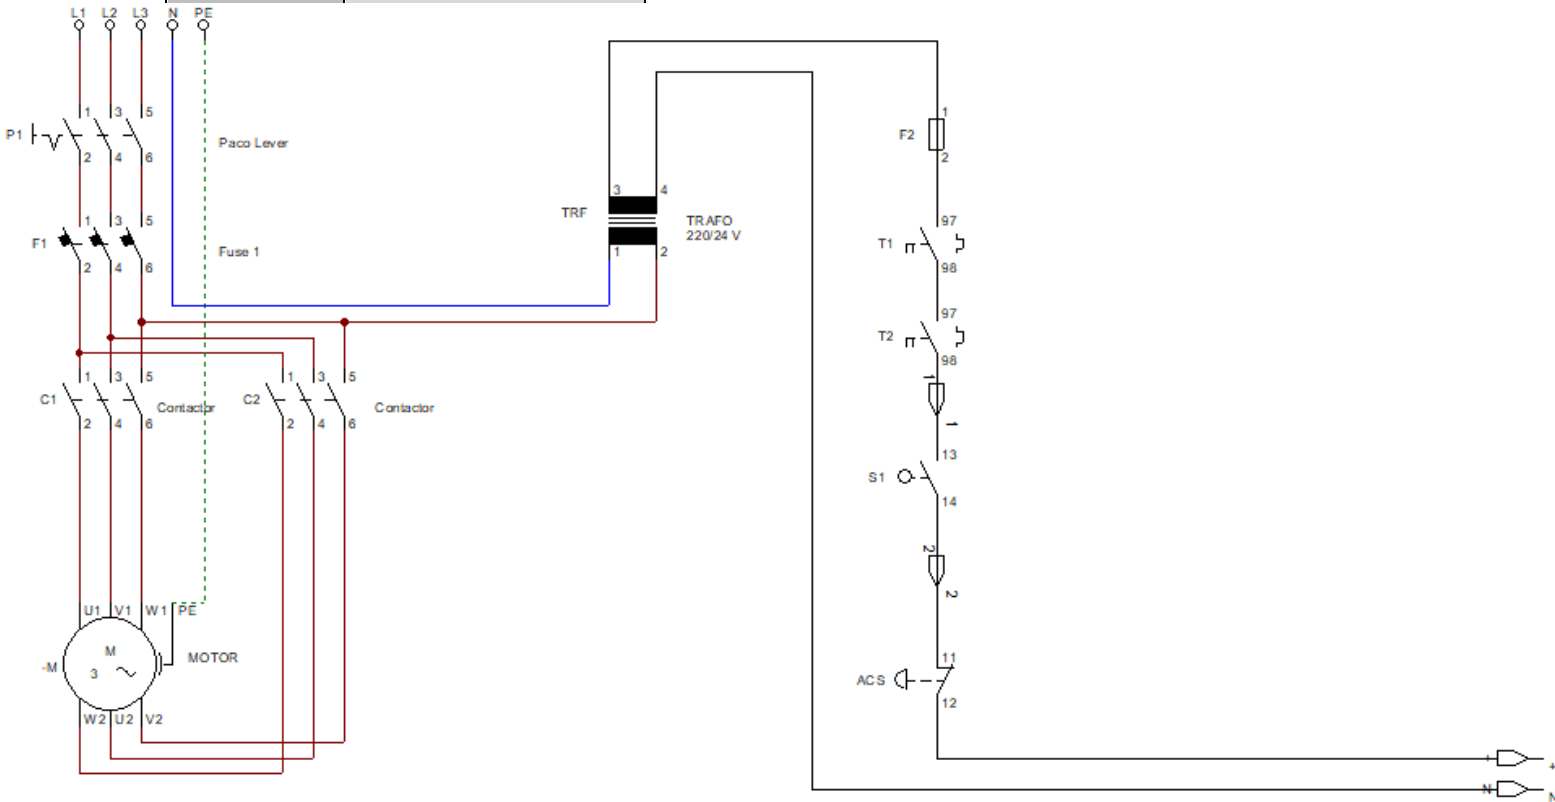 L1 L2 L3 N PE
1 3 5
P1
2 4 6
Paco Lever
1 3 5
F1
2 4 6
Fuse 1
1 3 5
C1
2 4 6
Contactor
1 3 5
C2
2 4 6
Contactor
U1 V1 W1 PE
M
3
-M
MOTOR
W2 U2 V2
3 4
TRF
TRAFO
220/24 V
1 2
1
F2
2
97
T1
98
97
T2
98
1
1
13
S1
14
2
2
11
ACS
12
+ +
N N